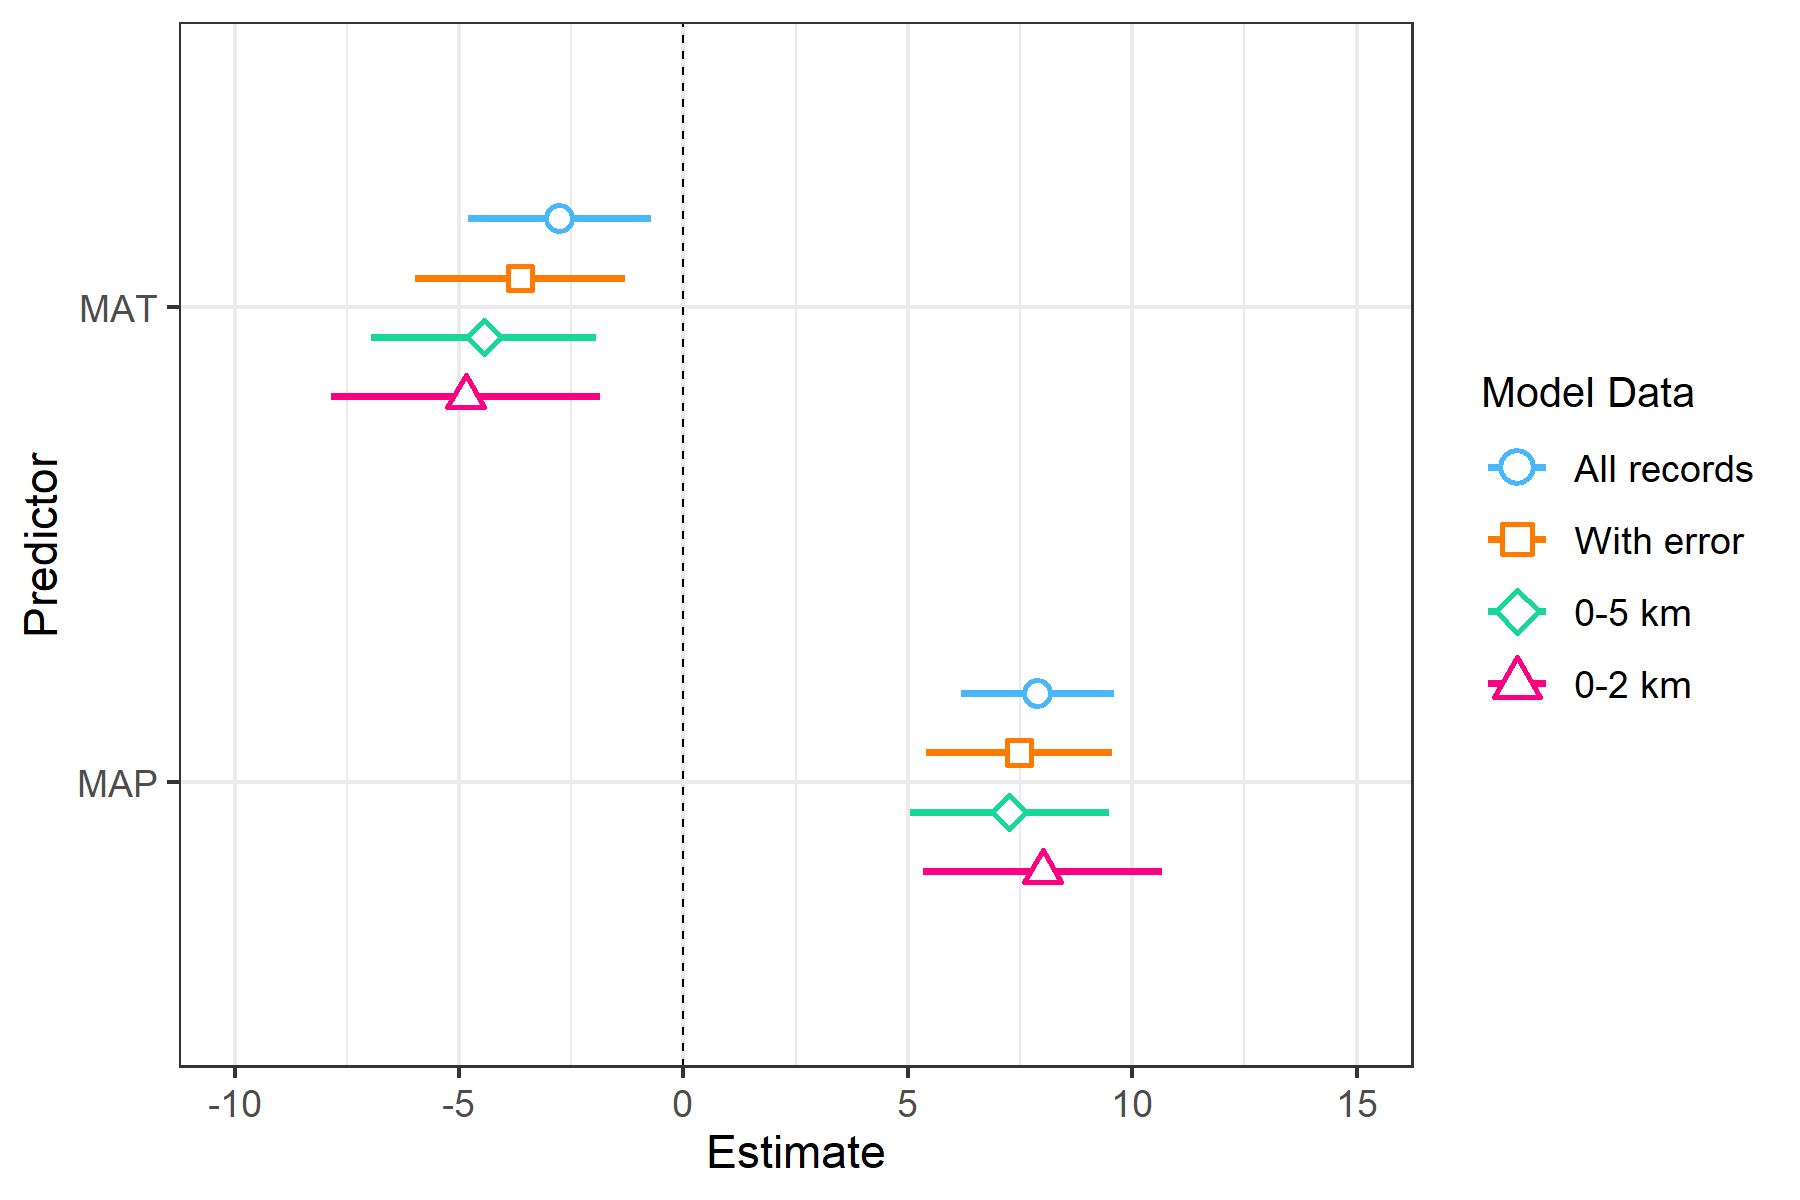 MAT
MAP
Predictor
-10
-5
0
5
10
15
Estimate
Model Data
All records
With error
0-5 km
0-2 km